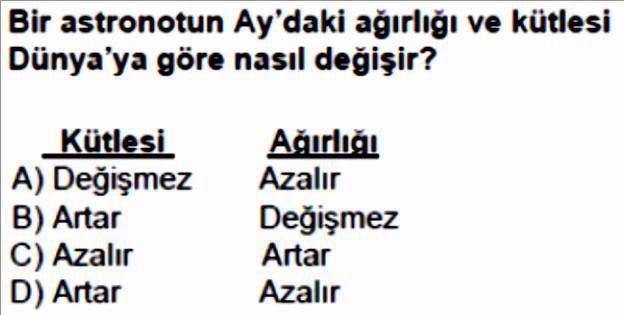 Bir astronotun Ay’daki ağırlığı ve kütlesi
Dünya’ya göre nasıl değişir?
Kütlesi Ağırlığı
A) Değişmez Azalır
B) Artar Değişmez
C) Azalır Artar
D) Artar Azalır